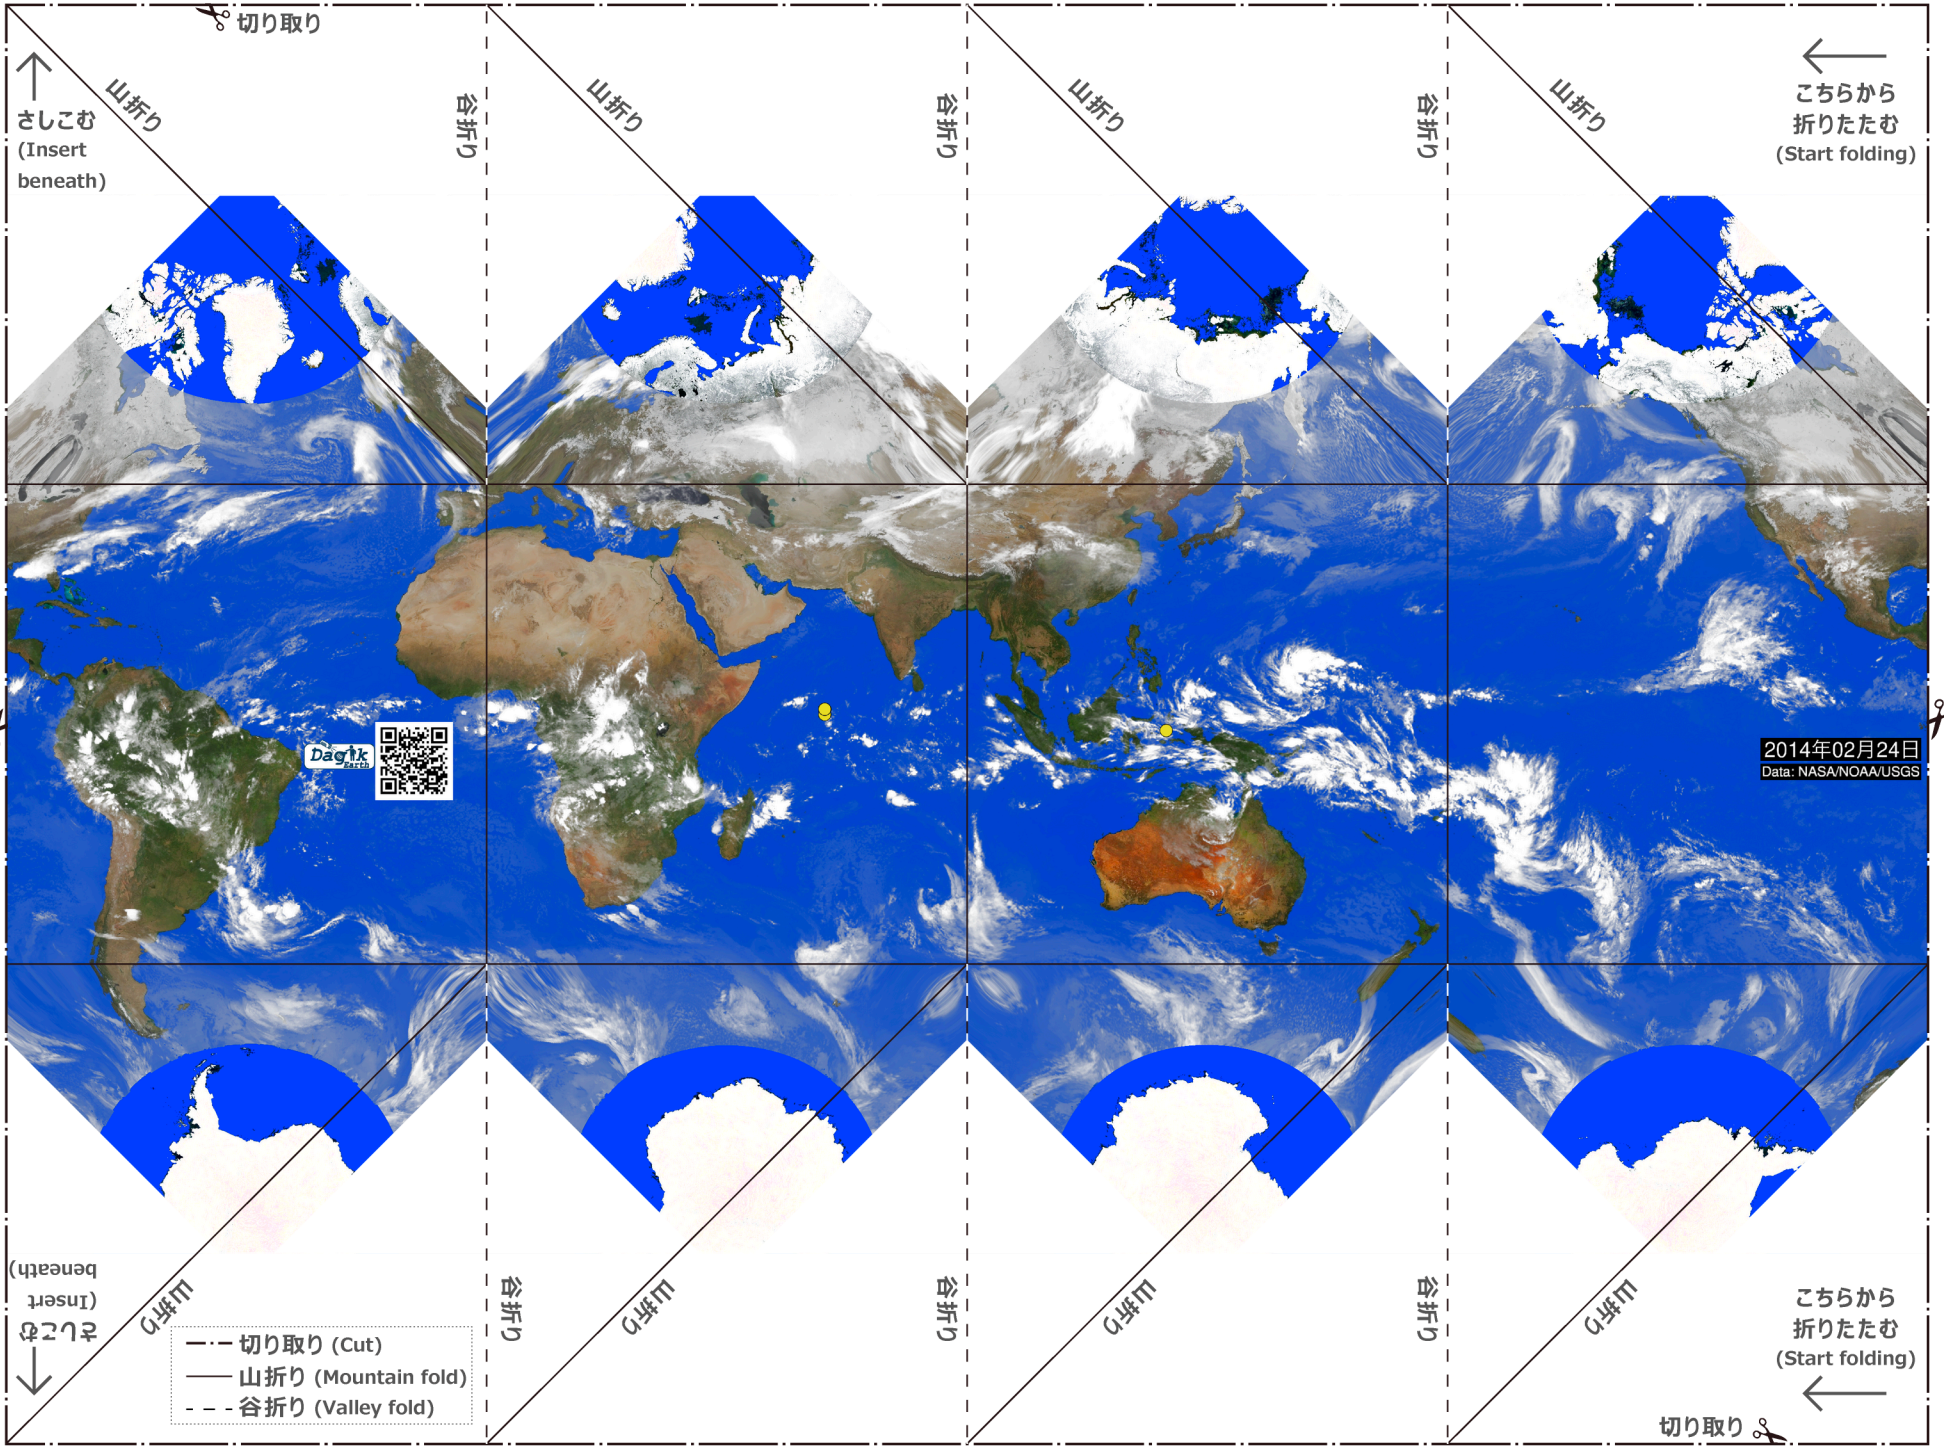 切り取り
山折り
谷折り
山折り
谷折り
山折り
谷折り
山折り
さしこむ
(Insert
beneath)
こちらから
折りたたむ
(Start folding)
Dagik
Earth
2014年02月24日
Data: NASA/NOAA/USGS
さしこむ
(Insert
beneath)
山折り
谷折り
山折り
谷折り
山折り
谷折り
山折り
こちらから
折りたたむ
(Start folding)
切り取り (Cut)
山折り (Mountain fold)
谷折り (Valley fold)
切り取り